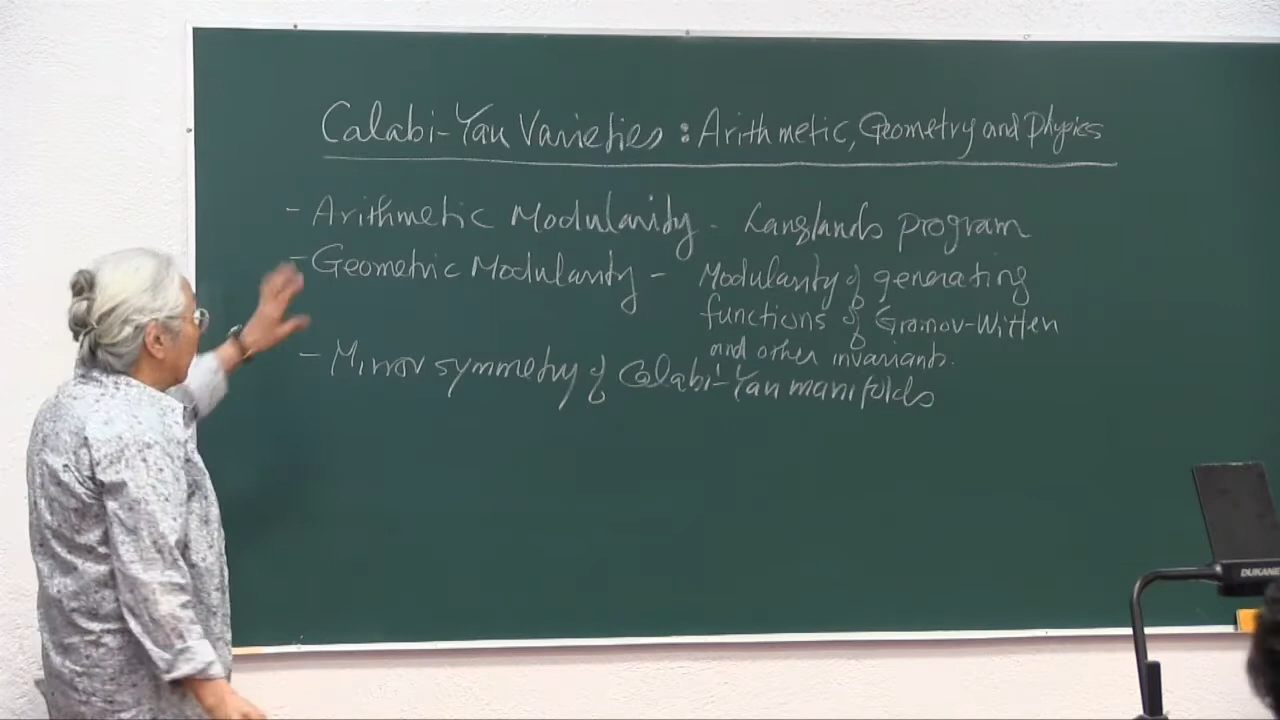 Calabi-Yau Varieties : Arithmetic, Geometry and Physics
- Arithmetic Modularity - Langlands program
- Geometric Modularity - Modularity of generating
functions of Gromov-Witten
and other invariants.
- Mirror symmetry of Calabi-Yau manifolds
DUKANE